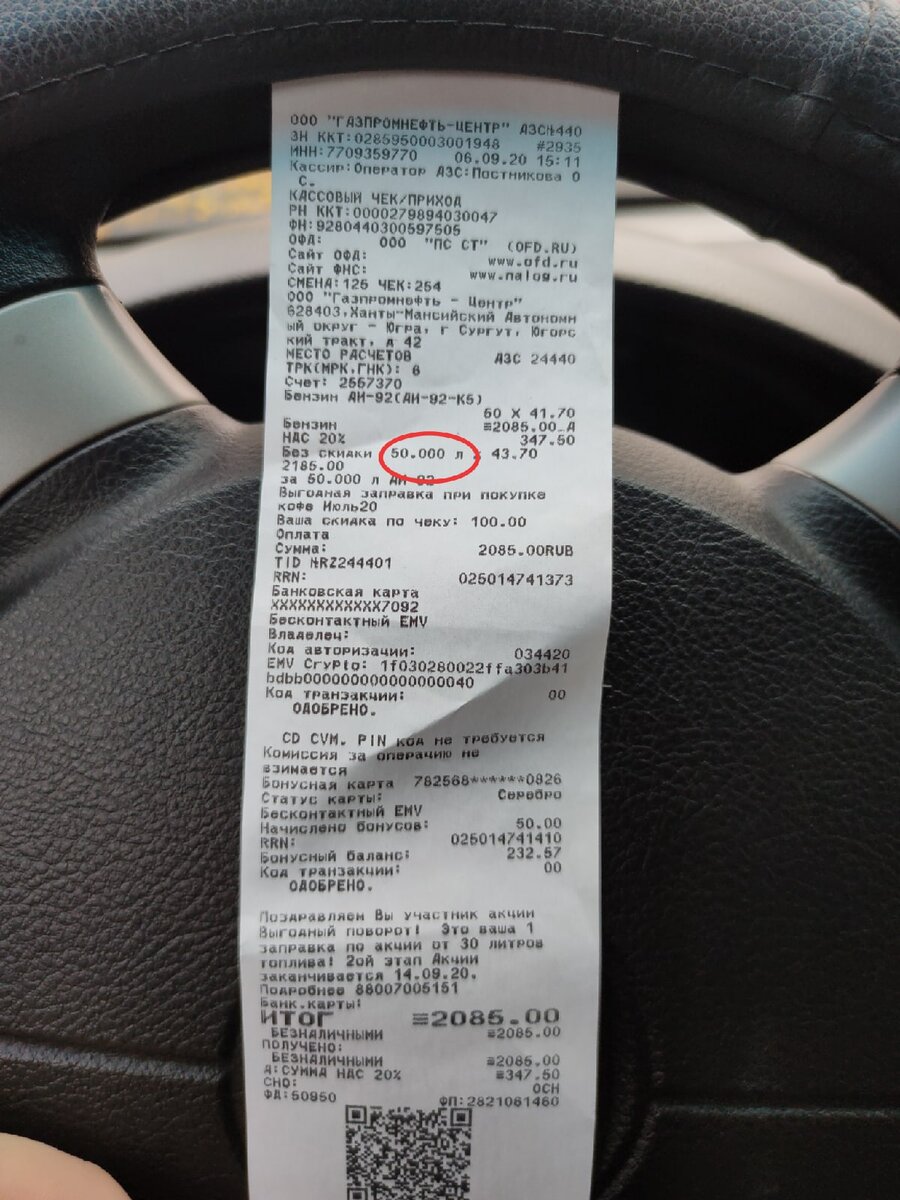 ООО "ГАЗПРОМНЕФТЬ-ЦЕНТР" АЗС№440
ЗН ККТ:0285950003001948 #2935
ИНН:7709359770 06.09.20 15:11
Кассир:Оператор АЗС:Постникова О
С.
КАССОВЫЙ ЧЕК/ПРИХОД
РН ККТ:0000279894030047
ФН:9280440300597505
ОФД: ООО "ПС СТ" (OFD.RU)
Сайт ОФД: www.ofd.ru
Сайт ФНС: www.nalog.ru
СМЕНА:125 ЧЕК:254
ООО "Газпромнефть - Центр"
628403,Ханты-Мансийский Автономн
ый округ - Югра, г Сургут, Югорс
кий тракт, д 42
МЕСТО РАСЧЕТОВ АЗС 24440
ТРК(МРК,ГНК): 6
Счет: 2557370
Бензин АИ-92(АИ-92-К5)
50 X 41.70
Бензин ≡2085.00_А
НДС 20% 347.50
Без скидки 50.000 л x 43.70
2185.00
за 50.000 л АИ-92
Выгодная заправка при покупке
кофе Июль20
Ваша скидка по чеку: 100.00
Оплата
Сумма: 2085.00RUB
TID №RZ244401
RRN: 025014741373
Банковская карта
XXXXXXXXXXXX7092
Бесконтактный EMV
Владелец:
Код авторизации: 034420
EMV Crypto: 1f030280022ffa303b41
bdbb000000000000000040
Код транзакции: 00
ОДОБРЕНО.
CD CVM. PIN код не требуется
Комиссия за операцию не
взимается
Бонусная карта 782568******0826
Статус карты: Серебро
Бесконтактный EMV
Начислено бонусов: 50.00
RRN: 025014741410
Бонусный баланс: 232.57
Код транзакции: 00
ОДОБРЕНО.
Поздравляем Вы участник акции
Выгодный поворот! Это ваша 1
заправка по акции от 30 литров
топлива! 2ой этап Акции
заканчивается 14.09.20.
Подробнее 88007005151
Банк.карты:
ИТОГ ≡2085.00
БЕЗНАЛИЧНЫМИ ≡2085.00
ПОЛУЧЕНО:
БЕЗНАЛИЧНЫМИ ≡2085.00
А:СУММА НДС 20% ≡347.50
СНО: ОСН
ФД:50950 ФП:2821061460